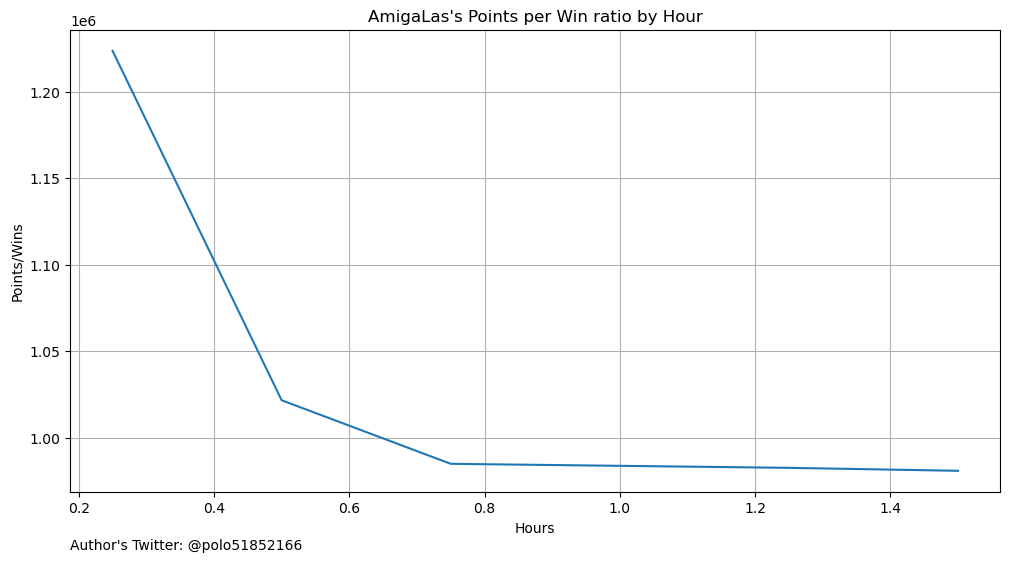 AmigaLas's Points per Win ratio by Hour
1e6
1.20
1.15
1.10
1.05
1.00
Points/Wins
0.2 0.4 0.6 0.8 1.0 1.2 1.4
Hours
Author's Twitter: @polo51852166